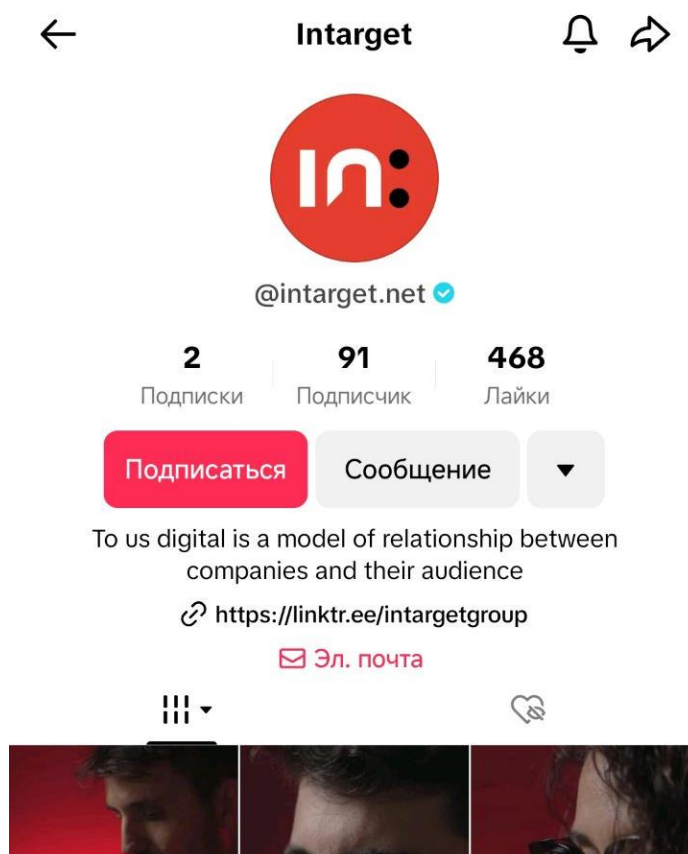 Intarget
In:
@intarget.net
2 91 468
Подписки Подписчик Лайки
Подписаться Сообщение
To us digital is a model of relationship between
companies and their audience
https://linktr.ee/intargetgroup
Эл. почта